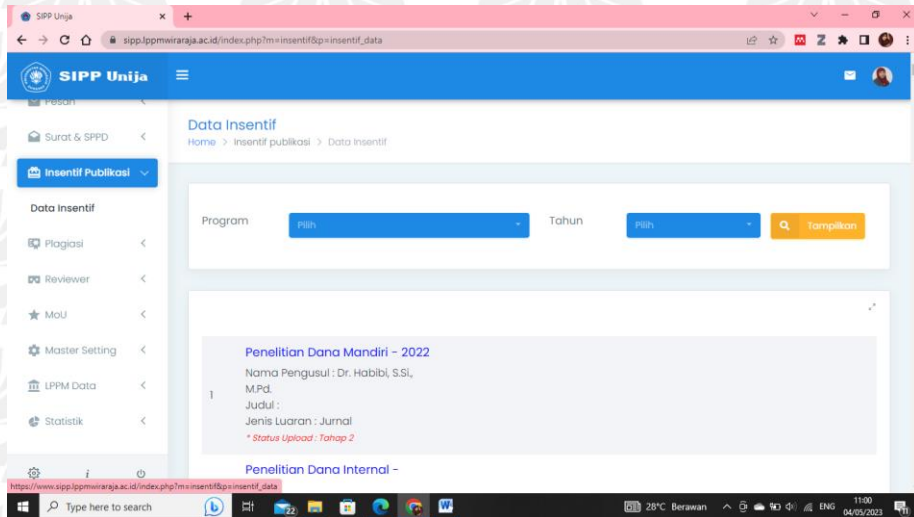 SIPP Unija
sipp.lppmwiraraja.ac.id/index.php?m=insentif&p=insentif_data
SIPP Unija
Pesan
Surat & SPPD
Insentif Publikasi
Data Insentif
Plagiasi
Reviewer
MoU
Master Setting
LPPM Data
Statistik
Data Insentif
Home > Insentif publikasi > Data Insentif
Program
Pilih
Tahun
Pilih
Tampilkan
Penelitian Dana Mandiri - 2022
Nama Pengusul : Dr. Habibi, S.Si.,
1
M.Pd.
Judul :
Jenis Luaran : Jurnal
* Status Upload : Tahap 2
Penelitian Dana Internal -
https://www.sipp.lppmwiraraja.ac.id/index.php?m=insentif&p=insentif_data
Type here to search
22
28°C Berawan
ENG
11:00
04/05/2023